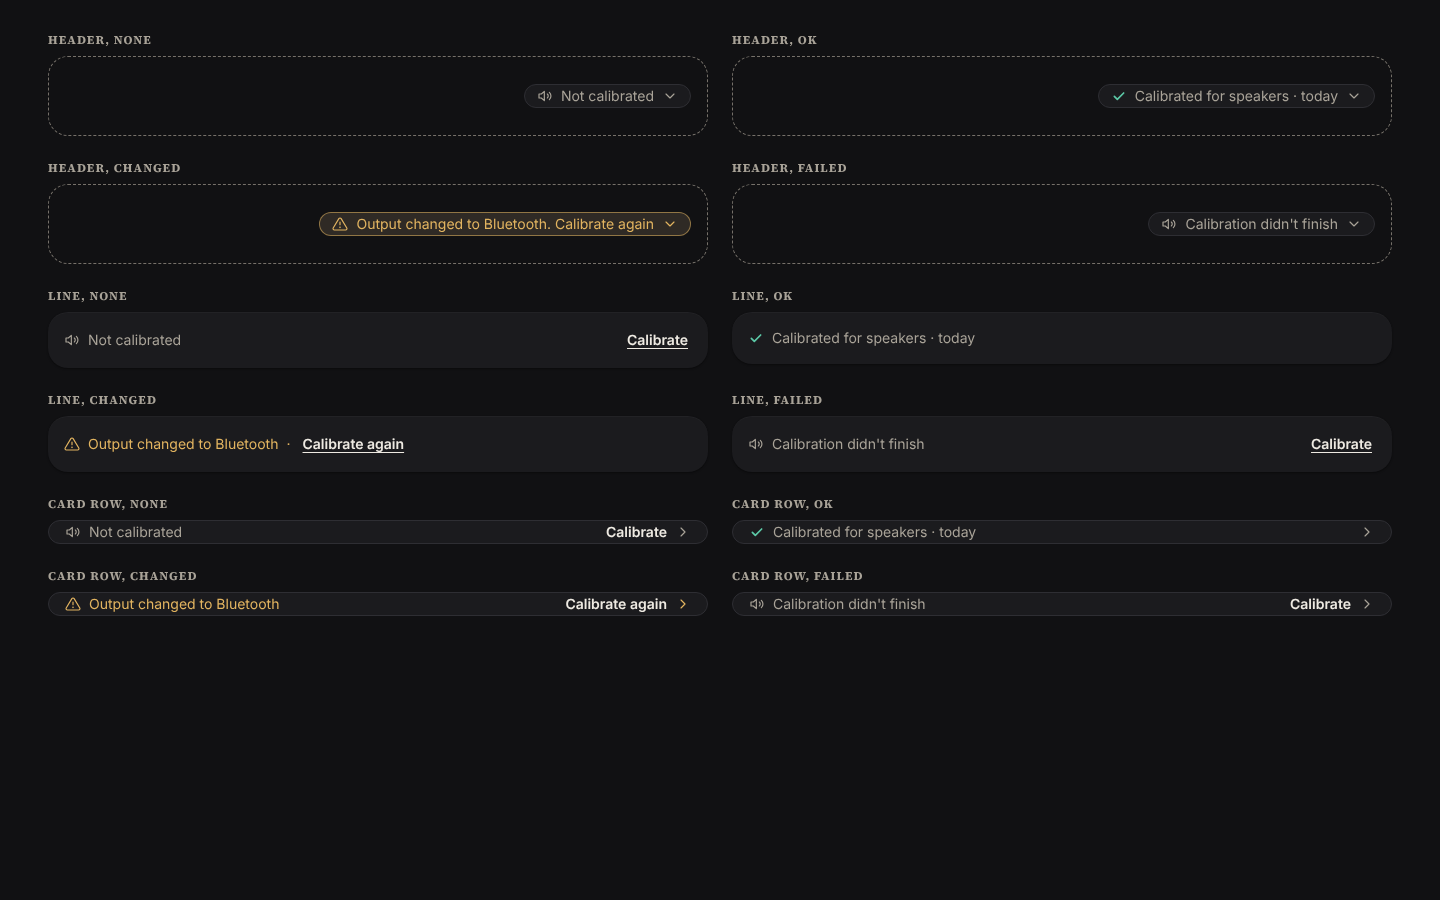 HEADER, NONE
Not calibrated
HEADER, OK
Calibrated for speakers · today
HEADER, CHANGED
Output changed to Bluetooth. Calibrate again
HEADER, FAILED
Calibration didn't finish
LINE, NONE
Not calibrated Calibrate
LINE, OK
Calibrated for speakers · today
LINE, CHANGED
Output changed to Bluetooth · Calibrate again
LINE, FAILED
Calibration didn't finish Calibrate
CARD ROW, NONE
Not calibrated Calibrate
CARD ROW, OK
Calibrated for speakers · today
CARD ROW, CHANGED
Output changed to Bluetooth Calibrate again
CARD ROW, FAILED
Calibration didn't finish Calibrate